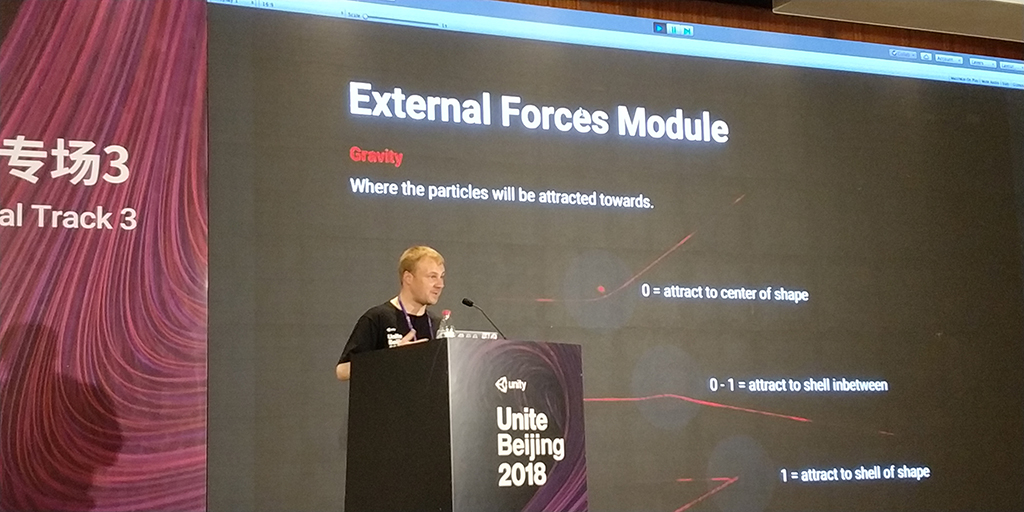 专场3
al Track 3
Scale
External Forces Module
Gravity
Where the particles will be attracted towards.
0 = attract to center of shape
0 - 1 = attract to shell inbetween
1 = attract to shell of shape
unity
Unite
Beijing
2018